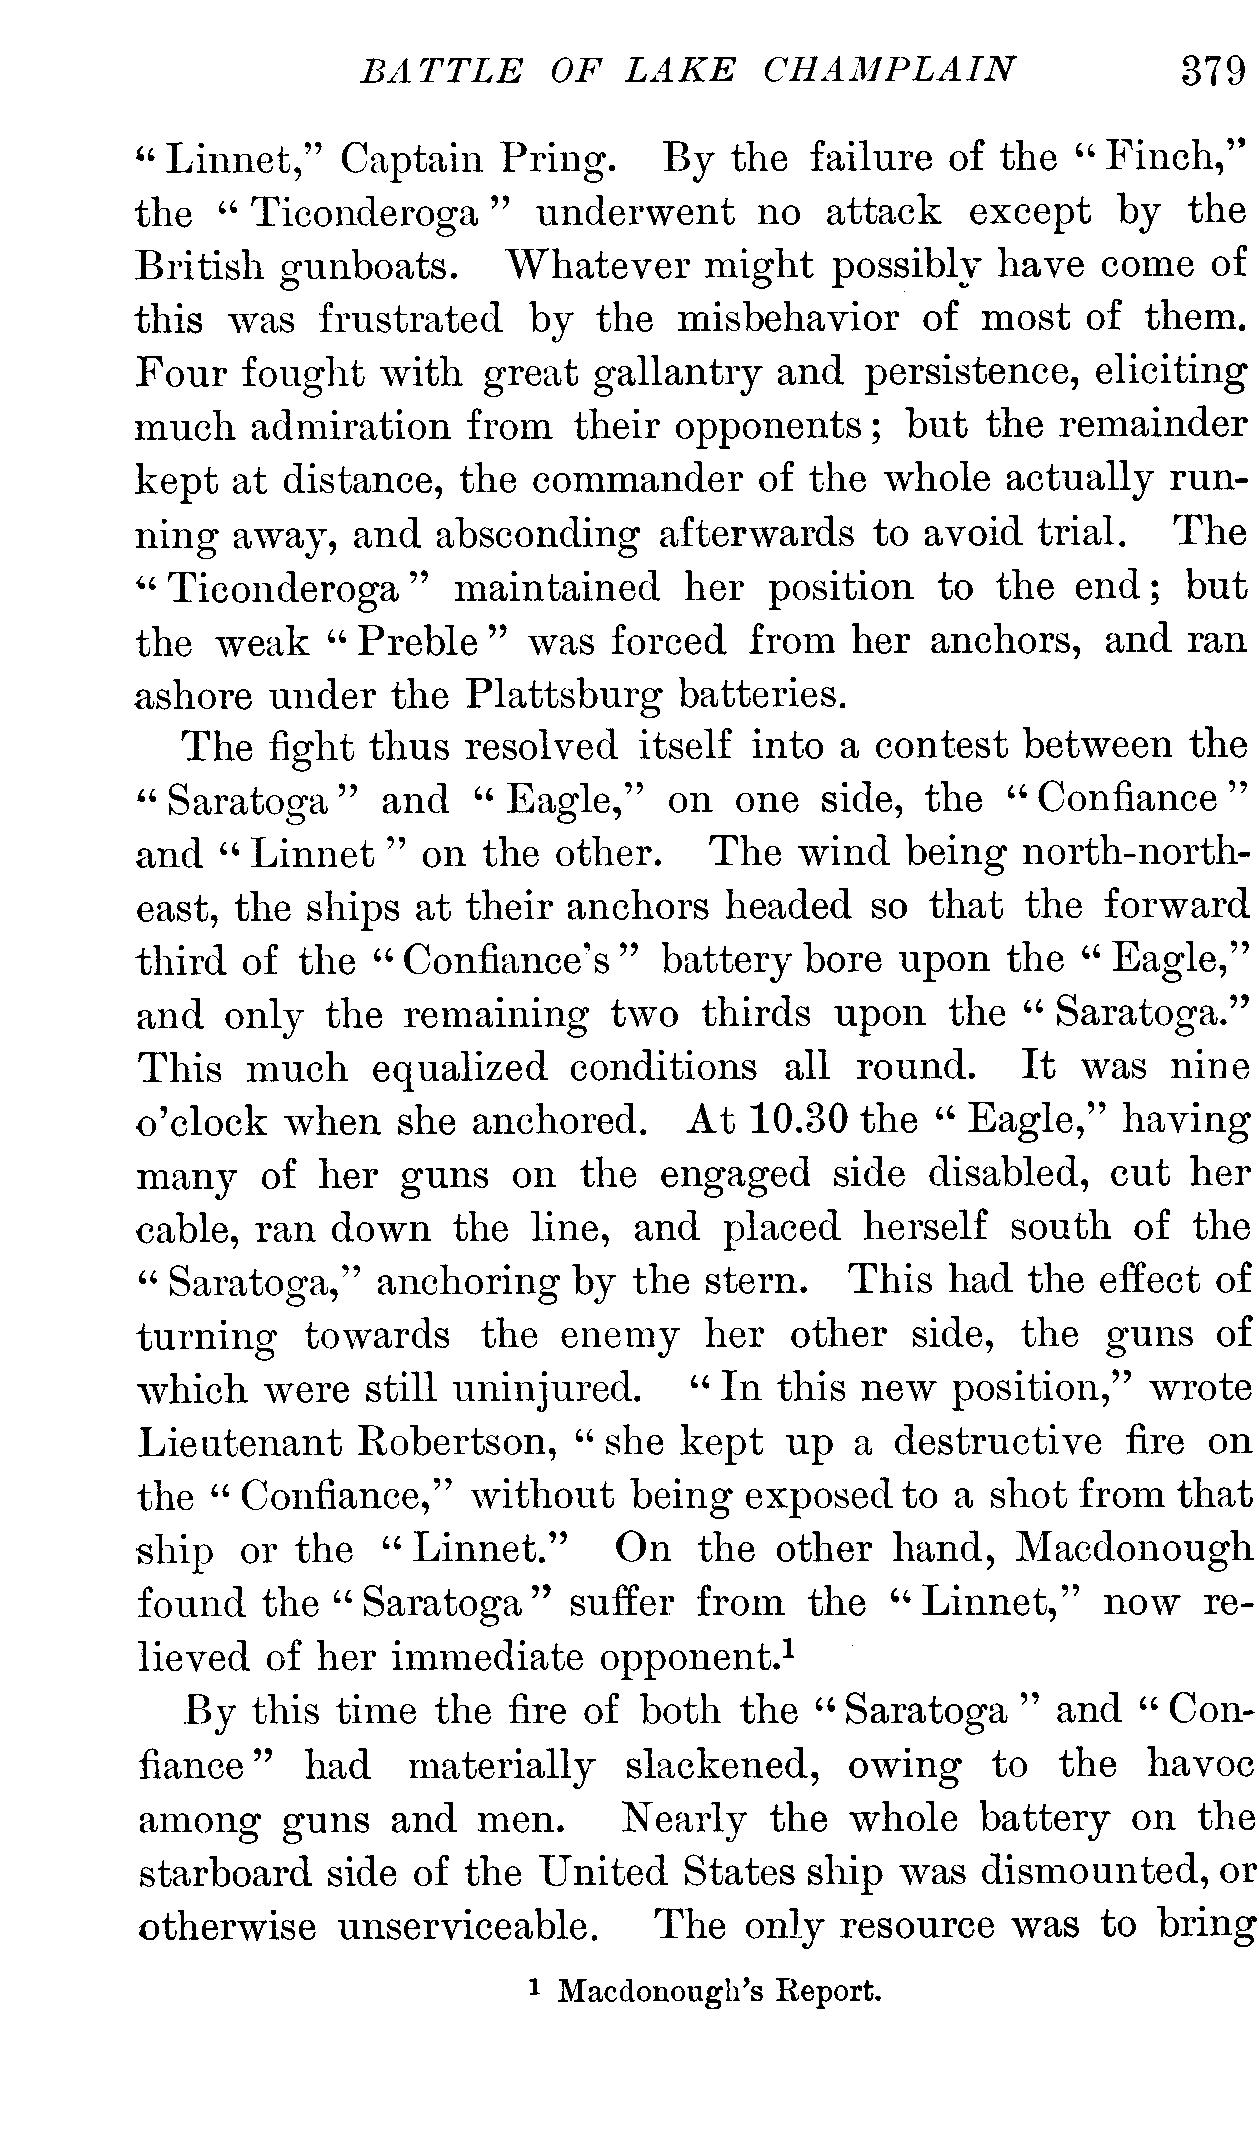 BATTLE OF LAKE CHAMPLAIN 379
“ Linnet,” Captain Pring. By the failure of the “ Finch,”
the “ Ticonderoga ” underwent no attack except by the
British gunboats. Whatever might possibly have come of
this was frustrated by the misbehavior of most of them.
Four fought with great gallantry and persistence, eliciting
much admiration from their opponents ; but the remainder
kept at distance, the commander of the whole actually run-
ning away, and absconding afterwards to avoid trial. The
“ Ticonderoga ” maintained her position to the end ; but
the weak “ Preble ” was forced from her anchors, and ran
ashore under the Plattsburg batteries.
The fight thus resolved itself into a contest between the
“ Saratoga ” and “ Eagle,” on one side, the “ Confiance ”
and “ Linnet ” on the other. The wind being north-north-
east, the ships at their anchors headed so that the forward
third of the “ Confiance's ” battery bore upon the “ Eagle,”
and only the remaining two thirds upon the “ Saratoga.”
This much equalized conditions all round. It was nine
o’clock when she anchored. At 10.30 the “ Eagle,” having
many of her guns on the engaged side disabled, cut her
cable, ran down the line, and placed herself south of the
“ Saratoga,” anchoring by the stern. This had the effect of
turning towards the enemy her other side, the guns of
which were still uninjured. “ In this new position,” wrote
Lieutenant Robertson, “ she kept up a destructive fire on
the “ Confiance,” without being exposed to a shot from that
ship or the “ Linnet.” On the other hand, Macdonough
found the “ Saratoga ” suffer from the “ Linnet,” now re-
lieved of her immediate opponent.¹
By this time the fire of both the “ Saratoga ” and “ Con-
fiance ” had materially slackened, owing to the havoc
among guns and men. Nearly the whole battery on the
starboard side of the United States ship was dismounted, or
otherwise unserviceable. The only resource was to bring
¹ Macdonough’s Report.